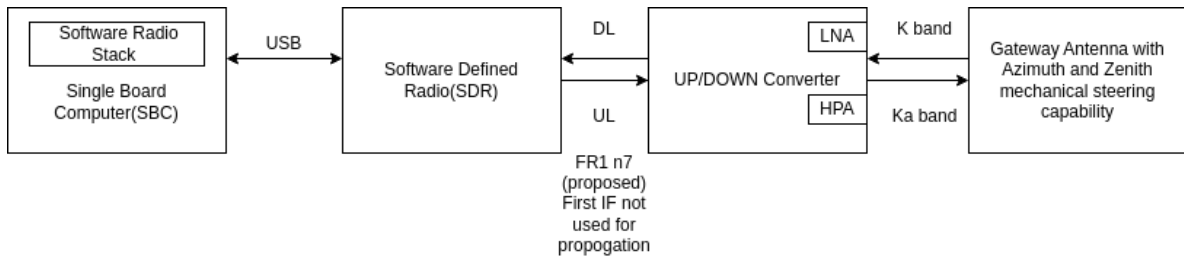 Software Radio
Stack
Single Board
Computer(SBC)
USB
Software Defined
Radio(SDR)
DL
UL
FR1 n7
(proposed)
First IF not
used for
propogation
LNA
UP/DOWN Converter
HPA
K band
Ka band
Gateway Antenna with
Azimuth and Zenith
mechanical steering
capability